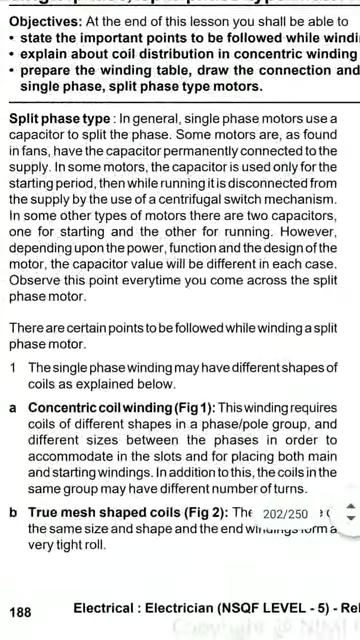 Objectives: At the end of this lesson you shall be able to
• state the important points to be followed while
• explain about coil distribution in concentric winding
• prepare the winding table, draw the connection and
single phase, split phase type motors.
Split phase type : In general, single phase motors use a
capacitor to split the phase. Some motors are, as found
in fans, have the capacitor permanently connected to the
supply. In some motors, the capacitor is used only for the
starting period, then while running it is disconnected from
the supply by the use of a centrifugal switch mechanism.
In some other types of motors there are two capacitors,
one for starting and the other for running. However,
depending upon the power, function and the design of the
motor, the capacitor value will be different in each case.
Observe this point everytime you come across the split
phase motor.
There are certain points to be followed while winding a split
phase motor.
1 The single phase winding may have different shapes of
coils as explained below.
a Concentric coil winding (Fig 1): This winding requires
coils of different shapes in a phase/pole group, and
different sizes between the phases in order to
accommodate in the slots and for placing both main
and starting windings. In addition to this, the coils in the
same group may have different number of turns.
b True mesh shaped coils (Fig 2): The 202/250
the same size and shape and the end windings form a
very tight roll.
188 Electrical : Electrician (NSQF LEVEL - 5) -